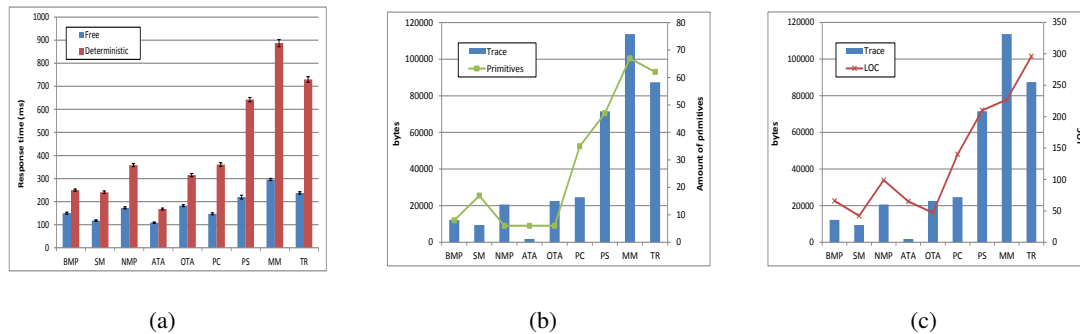 1000
900
800
700
600
500
400
300
200
100
0
Response time (ms)
Free
Deterministic
BMP SM NMP ATA OTA PC PS MM TR
(a)
120000
100000
80000
60000
40000
20000
0
bytes
Trace
Primitives
80
70
60
50
40
30
20
10
0
Amount of primitives
BMP SM NMP ATA OTA PC PS MM TR
(b)
120000
100000
80000
60000
40000
20000
0
bytes
Trace
LOC
350
300
250
200
150
100
50
0
LOC
BMP SM NMP ATA OTA PC PS MM TR
(c)